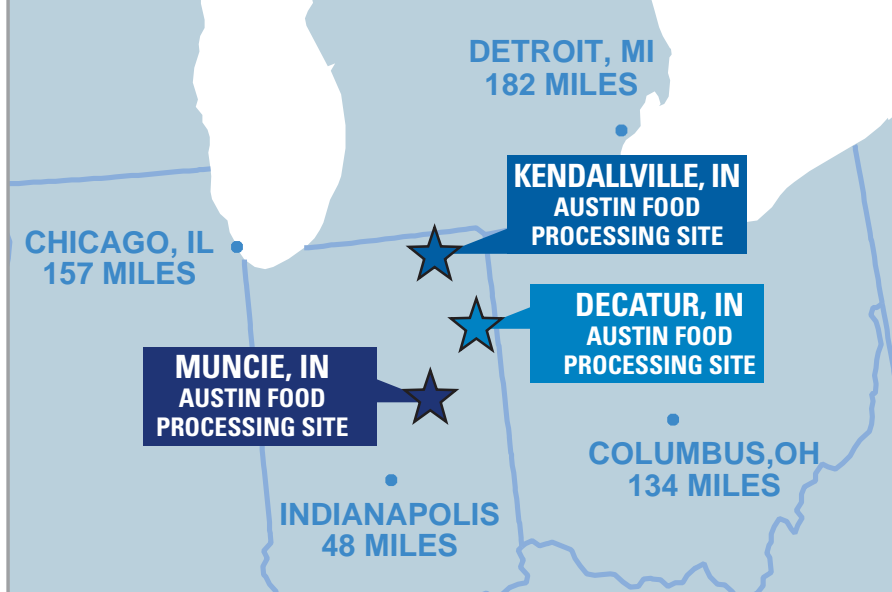 DETROIT, MI
182 MILES
KENDALLVILLE, IN
AUSTIN FOOD
PROCESSING SITE
CHICAGO, IL
157 MILES
DECATUR, IN
AUSTIN FOOD
PROCESSING SITE
MUNCIE, IN
AUSTIN FOOD
PROCESSING SITE
COLUMBUS,OH
134 MILES
INDIANAPOLIS
48 MILES